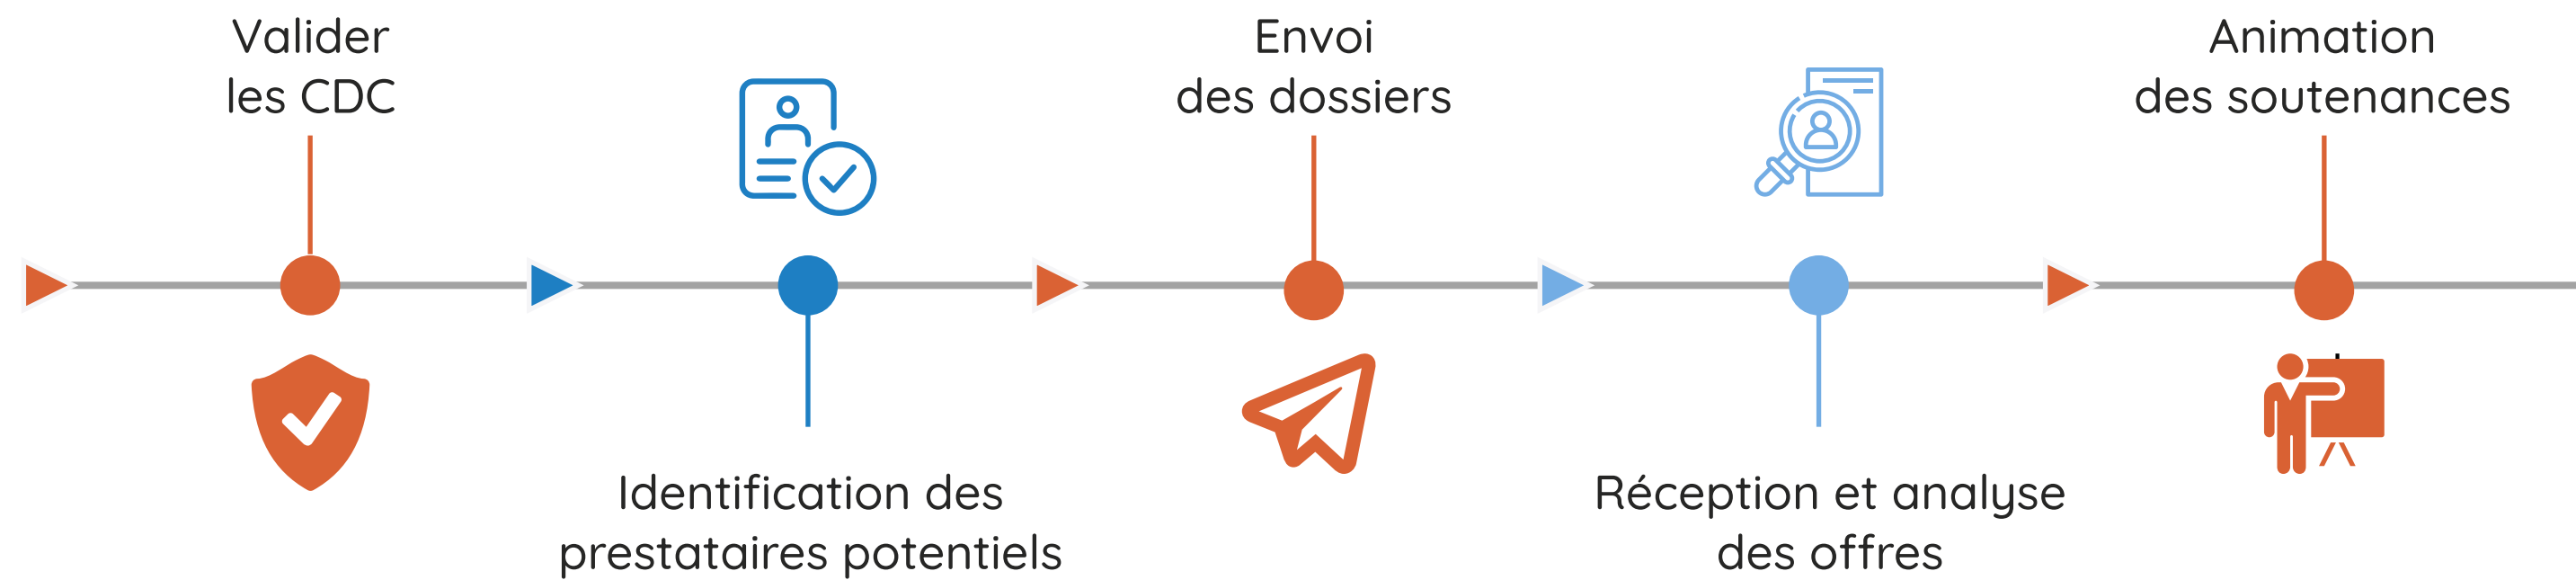 Valider
les CDC
Identification des
prestataires potentiels
Envoi
des dossiers
Réception et analyse
des offres
Animation
des soutenances